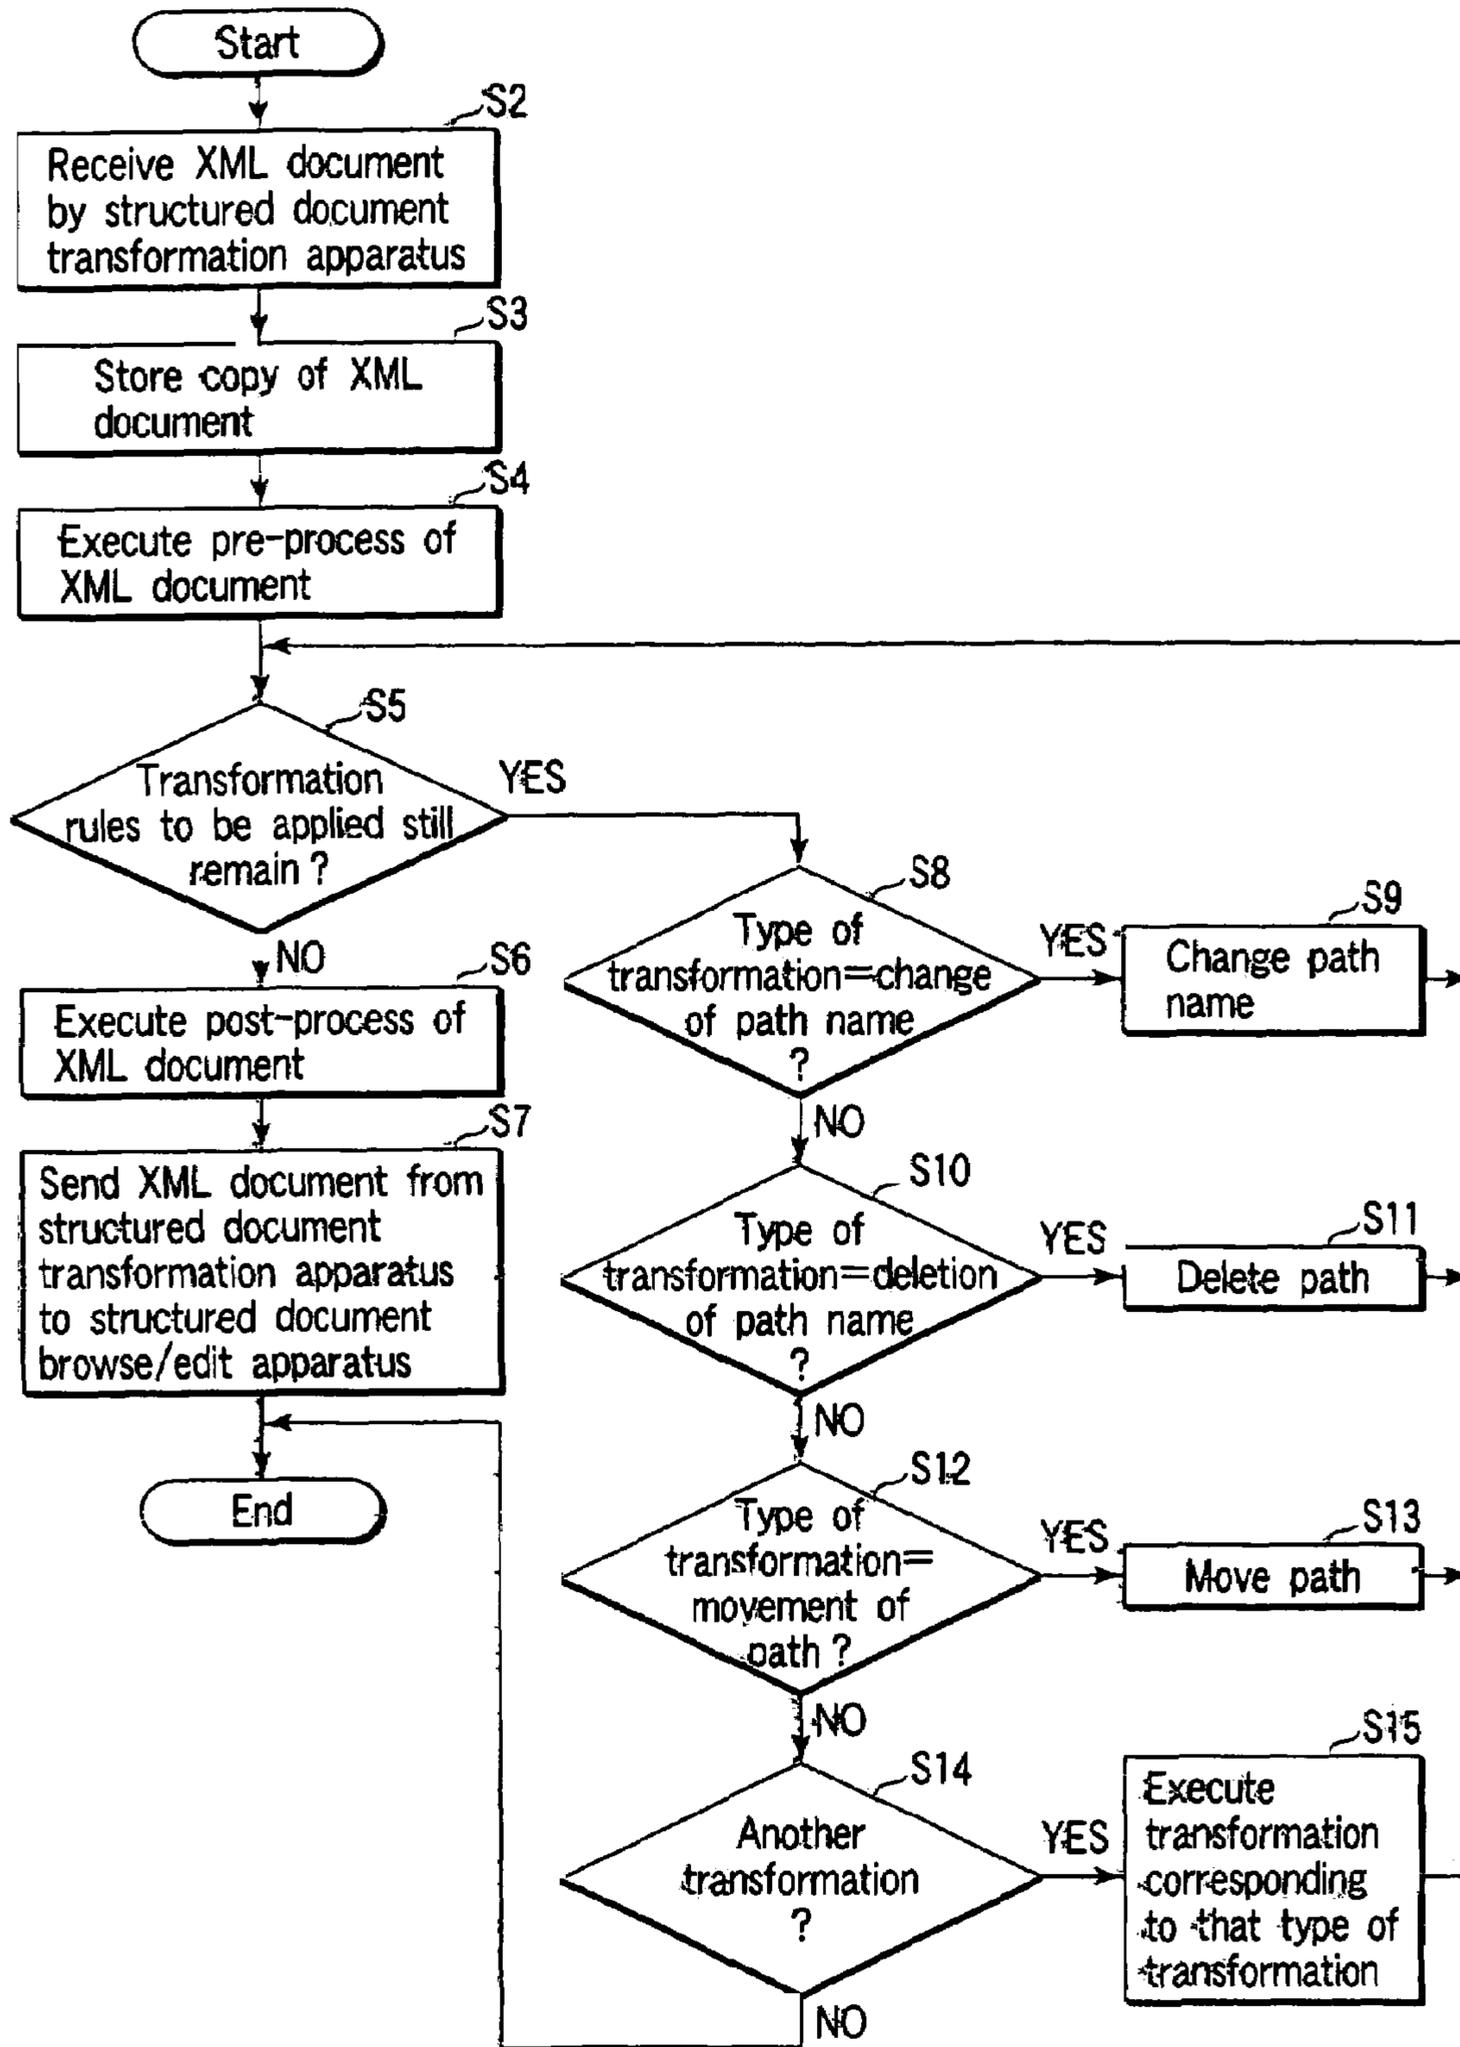 Start
S2
Receive XML document
by structured document
transformation apparatus
S3
Store copy of XML
document
S4
Execute pre-process of
XML document
S5
Transformation
rules to be applied still
remain ?
YES
NO
S6
Execute post-process of
XML document
S7
Send XML document from
structured document
transformation apparatus
to structured document
browse/edit apparatus
End
S8
Type of
transformation=change
of path name
?
YES
S9
Change path
name
NO
S10
Type of
transformation=deletion
of path name
?
YES
S11
Delete path
NO
S12
Type of
transformation=
movement of
path ?
YES
S13
Move path
NO
S14
Another
transformation
?
YES
S15
Execute
transformation
corresponding
to that type of
transformation
NO